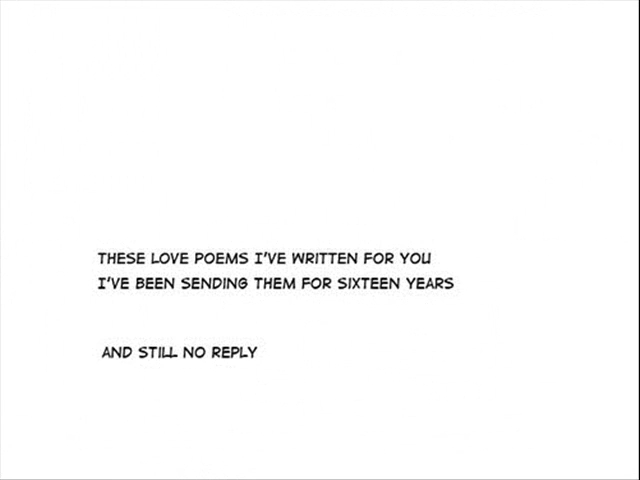 THESE LOVE POEMS I'VE WRITTEN FOR YOU
I'VE BEEN SENDING THEM FOR SIXTEEN YEARS
AND STILL NO REPLY